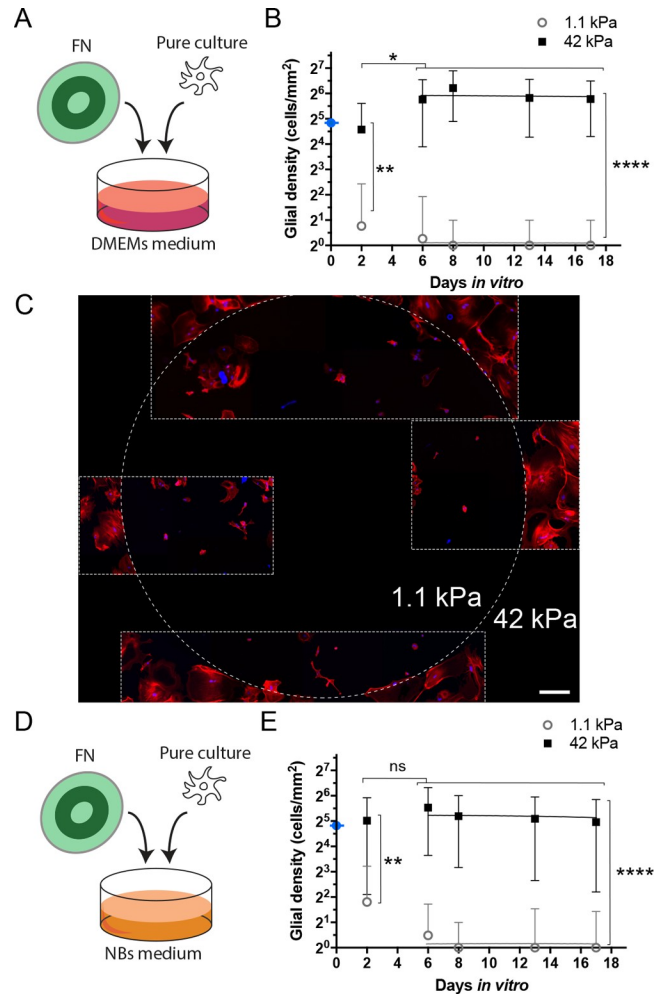 A
FN
Pure culture
DMEMs medium
B
1.1 kPa
42 kPa
Glial density (cells/mm²)
2⁷
2⁶
2⁵
2⁴
2³
2²
2¹
2⁰
*
**
****
0 2 4 6 8 10 12 14 16 18
Days in vitro
C
1.1 kPa
42 kPa
D
FN
Pure culture
NBs medium
E
1.1 kPa
42 kPa
Glial density (cells/mm²)
2⁷
2⁶
2⁵
2⁴
2³
2²
2¹
2⁰
ns
**
****
0 2 4 6 8 10 12 14 16 18
Days in vitro